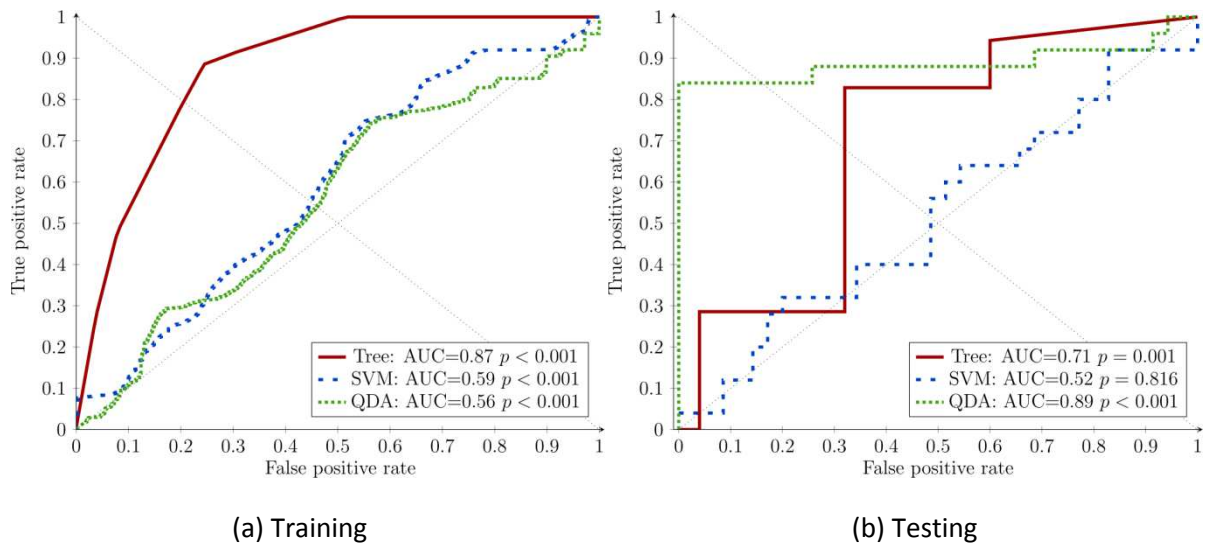 1
0.9
0.8
0.7
0.6
0.5
0.4
0.3
0.2
0.1
0
True positive rate
0 0.1 0.2 0.3 0.4 0.5 0.6 0.7 0.8 0.9 1
False positive rate
Tree: AUC=0.87 p < 0.001
SVM: AUC=0.59 p < 0.001
QDA: AUC=0.56 p < 0.001
(a) Training
1
0.9
0.8
0.7
0.6
0.5
0.4
0.3
0.2
0.1
0
True positive rate
0 0.1 0.2 0.3 0.4 0.5 0.6 0.7 0.8 0.9 1
False positive rate
Tree: AUC=0.71 p = 0.001
SVM: AUC=0.52 p = 0.816
QDA: AUC=0.89 p < 0.001
(b) Testing